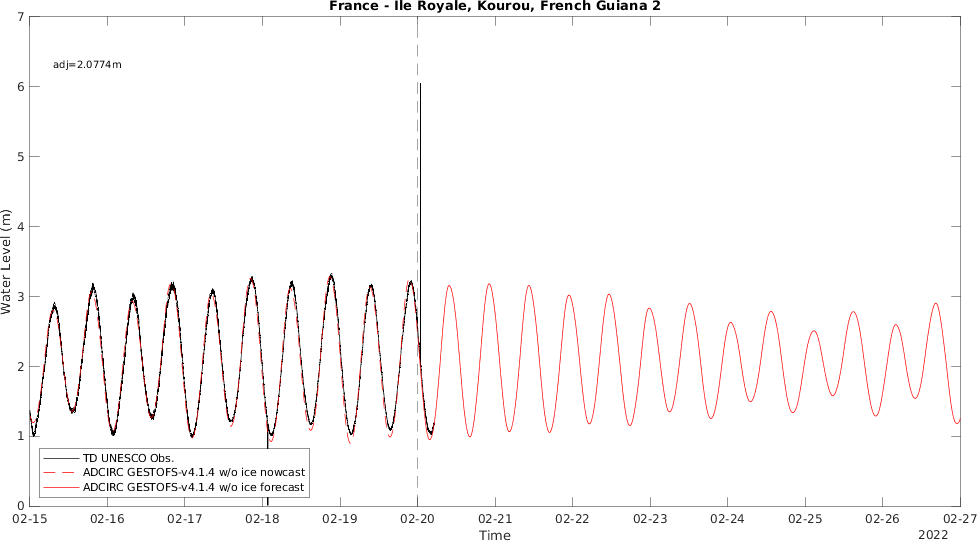 France - Ile Royale, Kourou, French Guiana 2
7
adj=2.0774m
6
5
4
3
2
1
0
Water Level (m)
TD UNESCO Obs.
ADCIRC GESTOFS-v4.1.4 w/o ice nowcast
ADCIRC GESTOFS-v4.1.4 w/o ice forecast
02-15 02-16 02-17 02-18 02-19 02-20 02-21 02-22 02-23 02-24 02-25 02-26 02-27
Time
2022